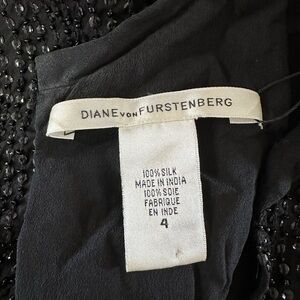 DIANE VON FURSTENBERG
100% SILK
MADE IN INDIA
100% SOIE
FABRIQUE
EN INDE
4